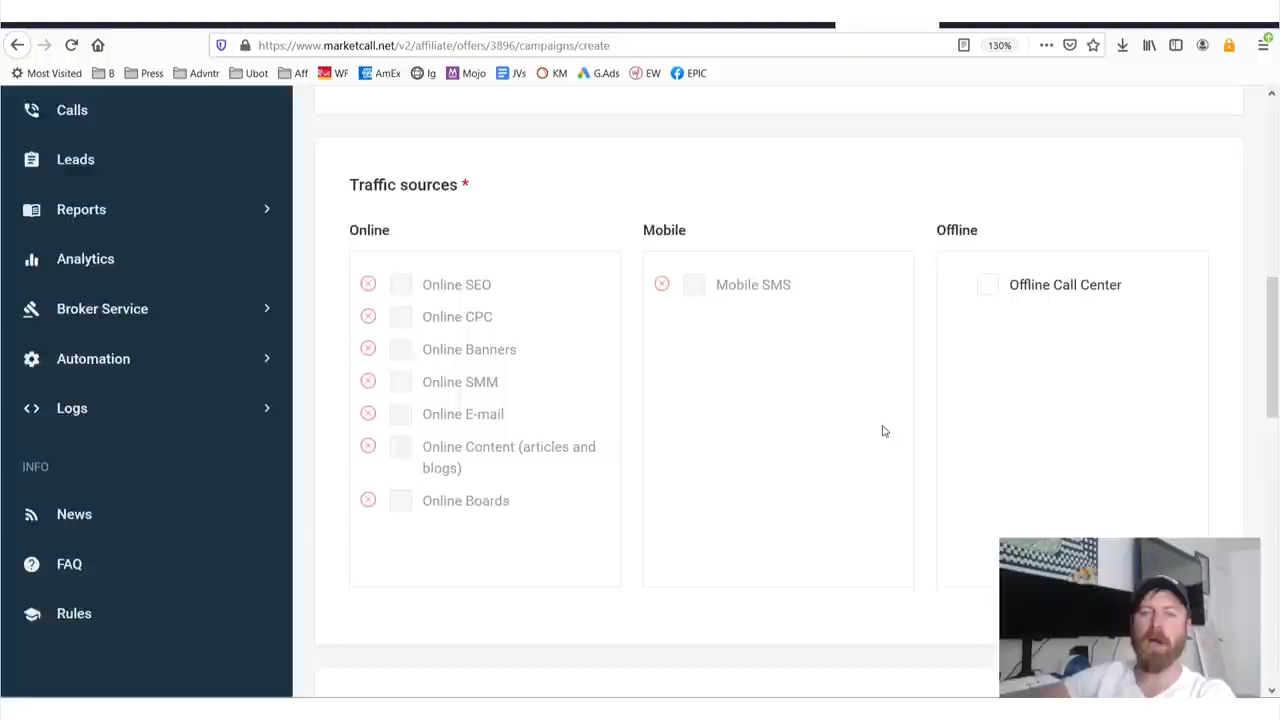 https://www.marketcall.net/v2/affiliate/offers/3896/campaigns/create
130%
Most Visited B Press Advntr Ubot Aff WF AmEx Ig Mojo JVs KM G.Ads EW EPIC
Calls
Leads
Reports
Analytics
Broker Service
Automation
Logs
INFO
News
FAQ
Rules
Traffic sources *
Online
Online SEO
Online CPC
Online Banners
Online SMM
Online E-mail
Online Content (articles and
blogs)
Online Boards
Mobile
Mobile SMS
Offline
Offline Call Center